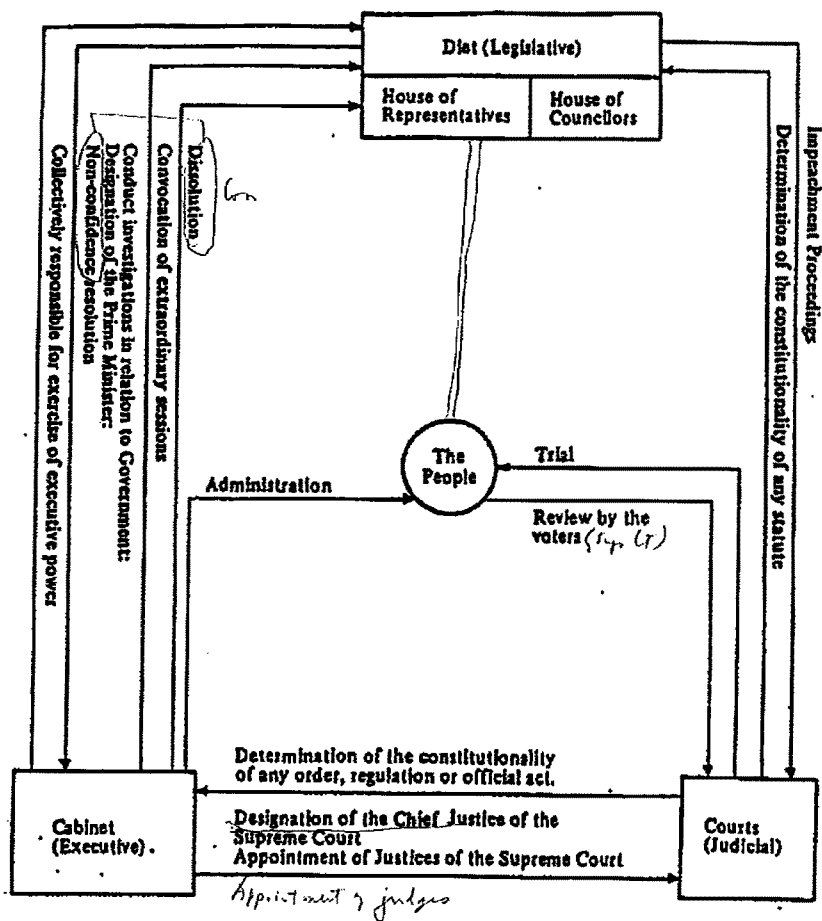 Diet (Legislative)
House of
Representatives
House of
Councilors
Impeachment Proceedings
Determination of the constitutionality of any statute
Dissolution
Convocation of extraordinary sessions
Conduct investigations in relation to Government:
Designation of the Prime Minister:
Non-confidence resolution
Collectively responsible for exercise of executive power
The
People
Trial
Administration
Review by the
voters
Determination of the constitutionality
of any order, regulation or official act.
Designation of the Chief Justice of the
Supreme Court
Appointment of Justices of the Supreme Court
Cabinet
(Executive).
Courts
(Judicial)
Appointment of judges